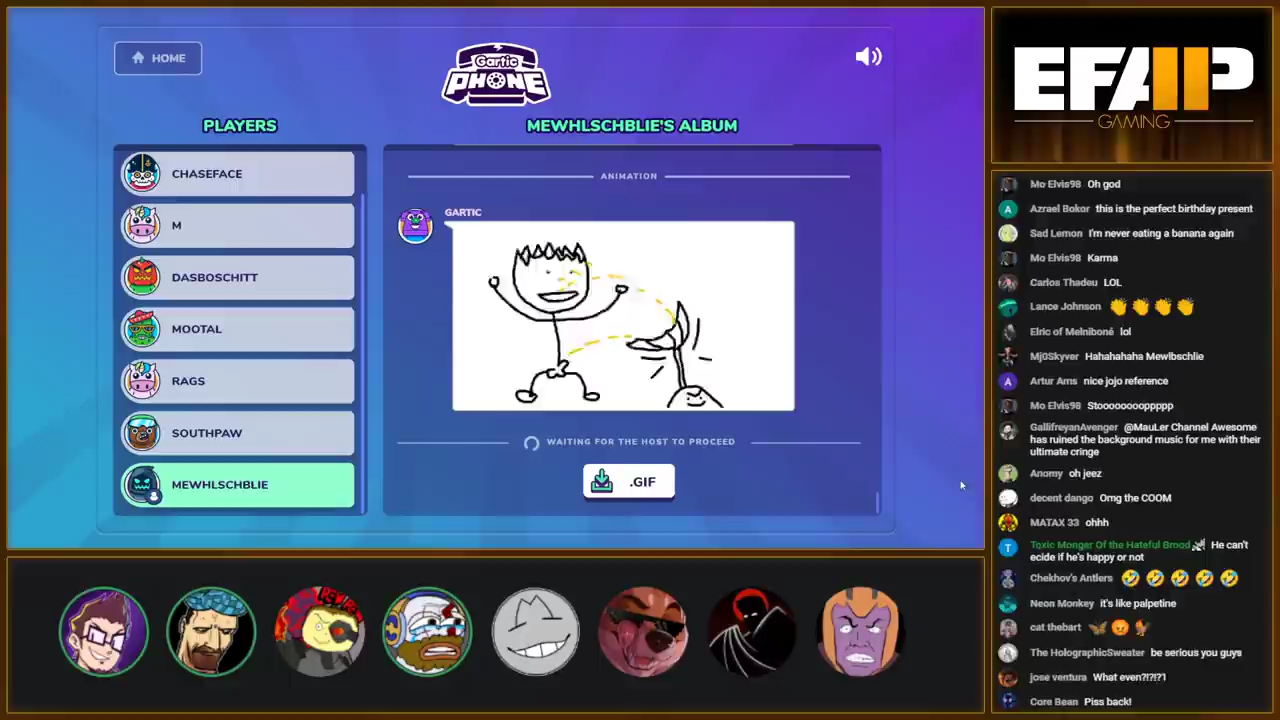 HOME
Gartic
PHONE
PLAYERS
CHASEFACE
M
DASBOSCHITT
MOOTAL
RAGS
SOUTHPAW
MEWHLSCHBLIE
MEWHLSCHBLIE'S ALBUM
ANIMATION
GARTIC
WAITING FOR THE HOST TO PROCEED
.GIF
EFAP
GAMING
Mo Elvis98 Oh god
A Azrael Bokor this is the perfect birthday present
Sad Lemon I'm never eating a banana again
Mo Elvis98 Karma
Carlos Thadeu LOL
Lance Johnson 👏 👏 👏 👏
Elric of Melniboné lol
MjGSkyver Hahahahaha Mewlbschlie
A Artur Ams nice jojo reference
Mo Elvis98 Stooooooooppppp
GallifreyanAvenger @MauLer Channel Awesome
has ruined the background music for me with their
ultimate cringe
Anomy oh jeez
decent dango Omg the COOM
MATAX 33 ohhh
T Toxic Monger Of the Hateful Brood He can't
ecide if he's happy or not
Chekhov's Antlers 🤣 🤣 🤣 🤣 🤣
Neon Monkey it's like palpetine
cat thebart 🦋 😡 🐓
The HolographicSweater be serious you guys
jose ventura What even?!?!?1
Core Bean Piss back!